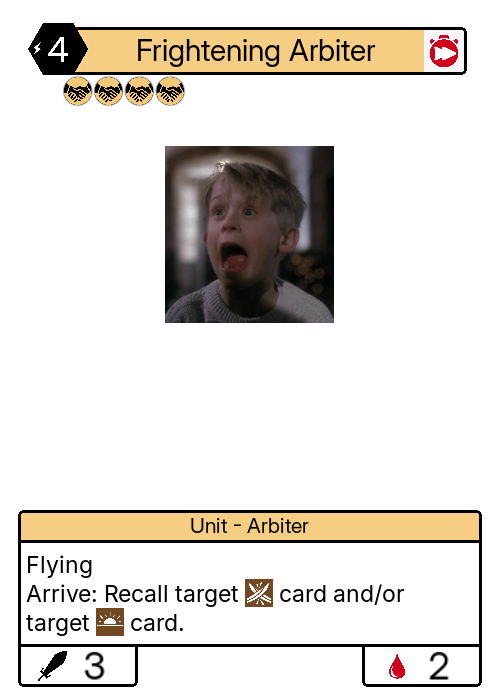 4 Frightening Arbiter
Unit - Arbiter
Flying
Arrive: Recall target card and/or
target card.
3 2